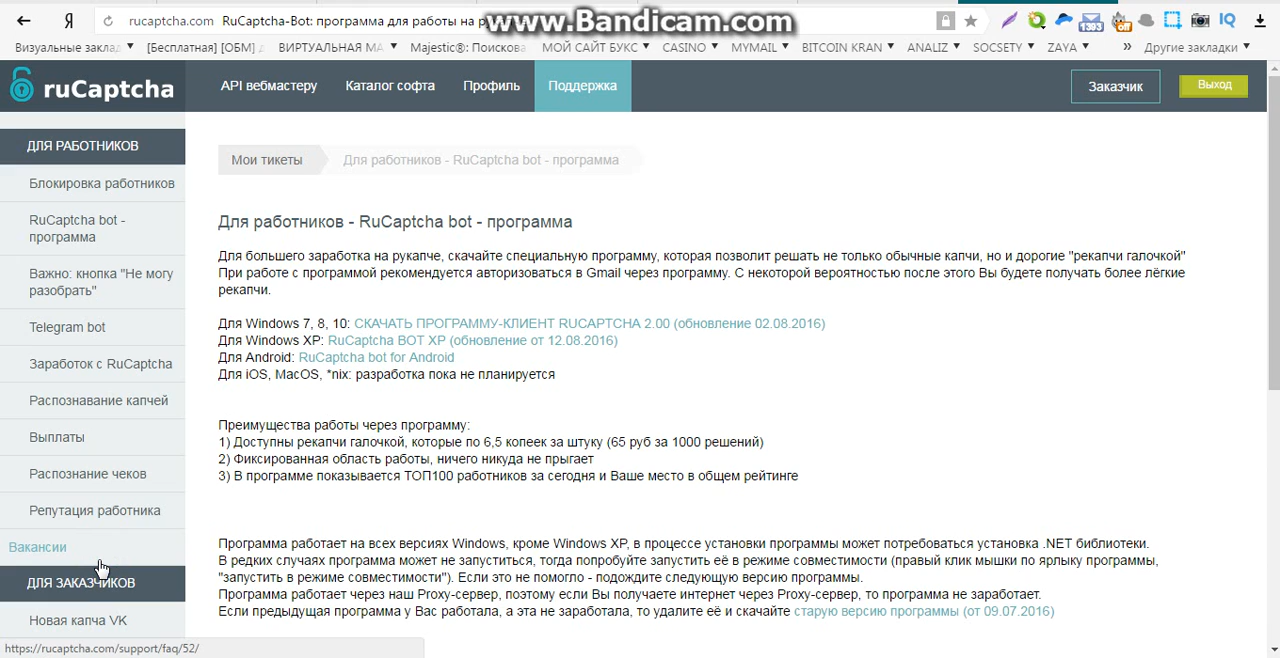 Я rucaptcha.com RuCaptcha-Bot: программа для работы на
www.Bandicam.com
Визуальные заклад [Бесплатная] [ОБМ] ВИРТУАЛЬНАЯ МА Majestic®: Поискова МОЙ САЙТ БУКС CASINO MYMAIL BITCOIN KRAN ANALIZ SOCSETY ZAYA » Другие закладки
ruCaptcha
API вебмастеру Каталог софта Профиль Поддержка Заказчик Выход
ДЛЯ РАБОТНИКОВ
Блокировка работников
RuCaptcha bot -
программа
Важно: кнопка "Не могу
разобрать"
Telegram bot
Заработок с RuCaptcha
Распознавание капчей
Выплаты
Распознание чеков
Репутация работника
Вакансии
ДЛЯ ЗАКАЗЧИКОВ
Новая капча VK
Мои тикеты Для работников - RuCaptcha bot - программа
Для работников - RuCaptcha bot - программа
Для большего заработка на рукапче, скачайте специальную программу, которая позволит решать не только обычные капчи, но и дорогие "рекапчи галочкой"
При работе с программой рекомендуется авторизоваться в Gmail через программу. С некоторой вероятностью после этого Вы будете получать более лёгкие
рекапчи.
Для Windows 7, 8, 10: СКАЧАТЬ ПРОГРАММУ-КЛИЕНТ RUCAPTCHA 2.00 (обновление 02.08.2016)
Для Windows XP: RuCaptcha BOT XP (обновление от 12.08.2016)
Для Android: RuCaptcha bot for Android
Для iOS, MacOS, *nix: разработка пока не планируется
Преимущества работы через программу:
1) Доступны рекапчи галочкой, которые по 6,5 копеек за штуку (65 руб за 1000 решений)
2) Фиксированная область работы, ничего никуда не прыгает
3) В программе показывается ТОП100 работников за сегодня и Ваше место в общем рейтинге
Программа работает на всех версиях Windows, кроме Windows XP, в процессе установки программы может потребоваться установка .NET библиотеки.
В редких случаях программа может не запуститься, тогда попробуйте запустить её в режиме совместимости (правый клик мышки по ярлыку программы,
"запустить в режиме совместимости"). Если это не помогло - подождите следующую версию программы.
Программа работает через наш Proxy-сервер, поэтому если Вы получаете интернет через Proxy-сервер, то программа не заработает.
Если предыдущая программа у Вас работала, а эта не заработала, то удалите её и скачайте старую версию программы (от 09.07.2016)
https://rucaptcha.com/support/faq/52/